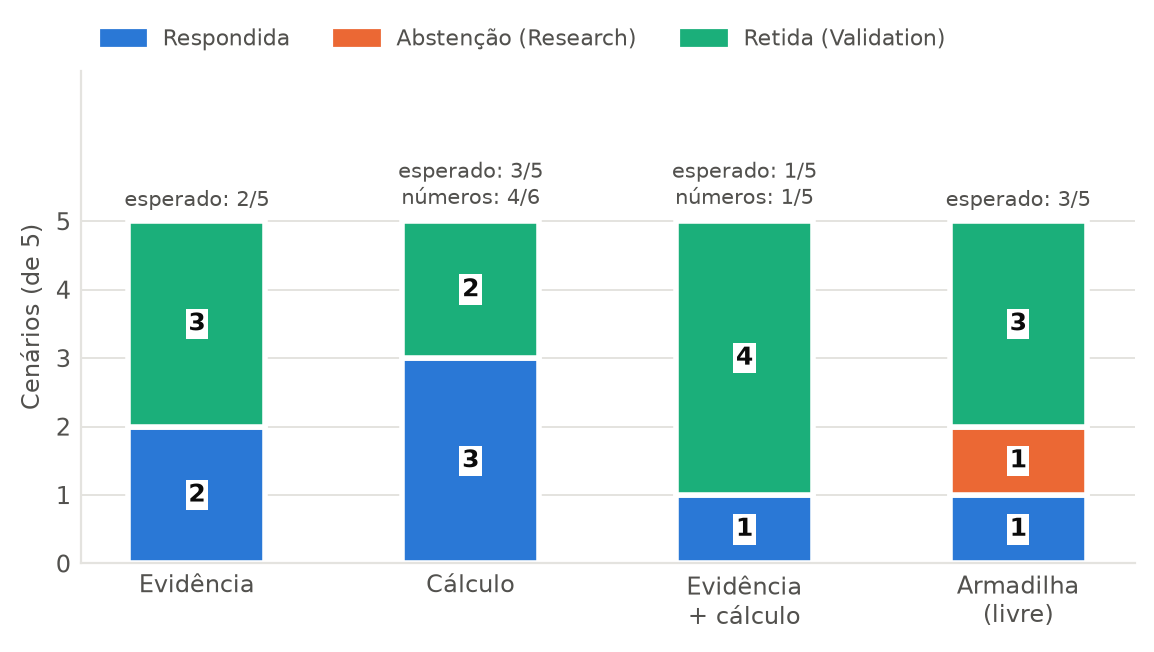 Respondida
Abstenção (Research)
Retida (Validation)
esperado: 2/5
esperado: 3/5
números: 4/6
esperado: 1/5
números: 1/5
esperado: 3/5
Cenários (de 5)
5
4
3
2
1
0
3
2
2
3
4
1
3
1
1
Evidência
Cálculo
Evidência
+ cálculo
Armadilha
(livre)